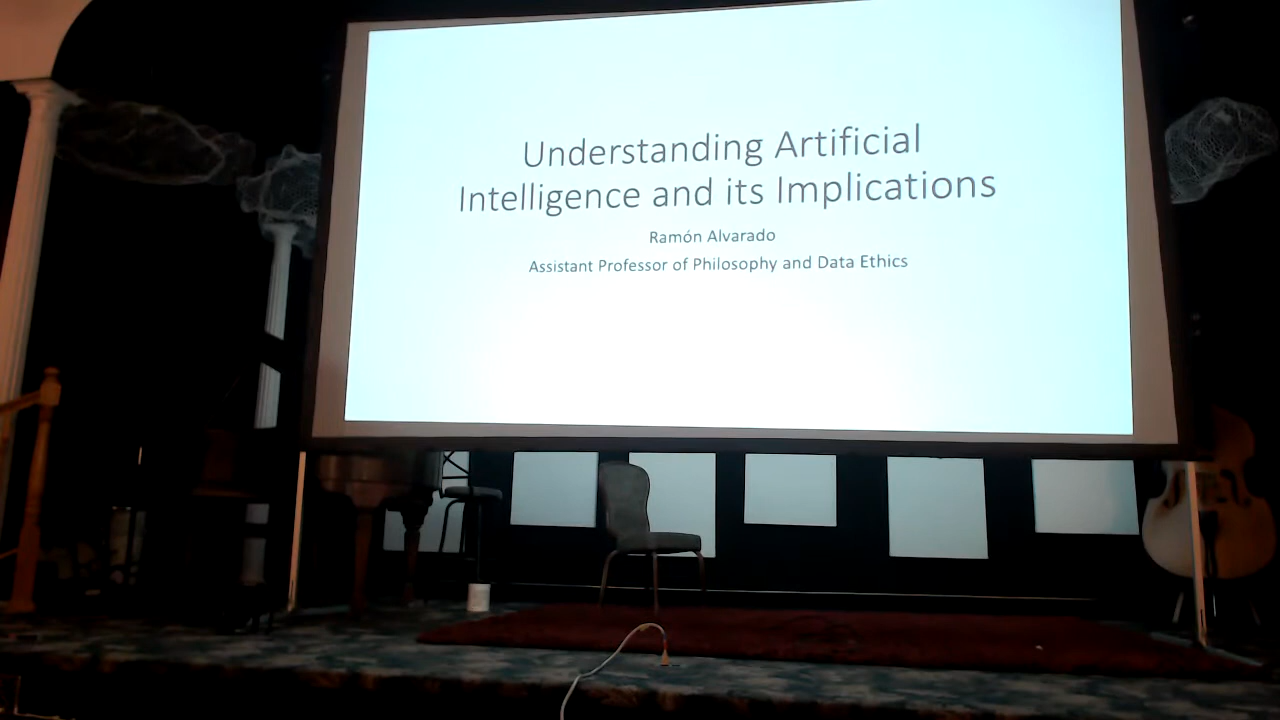 Understanding Artificial
Intelligence and its Implications
Ramón Alvarado
Assistant Professor of Philosophy and Data Ethics